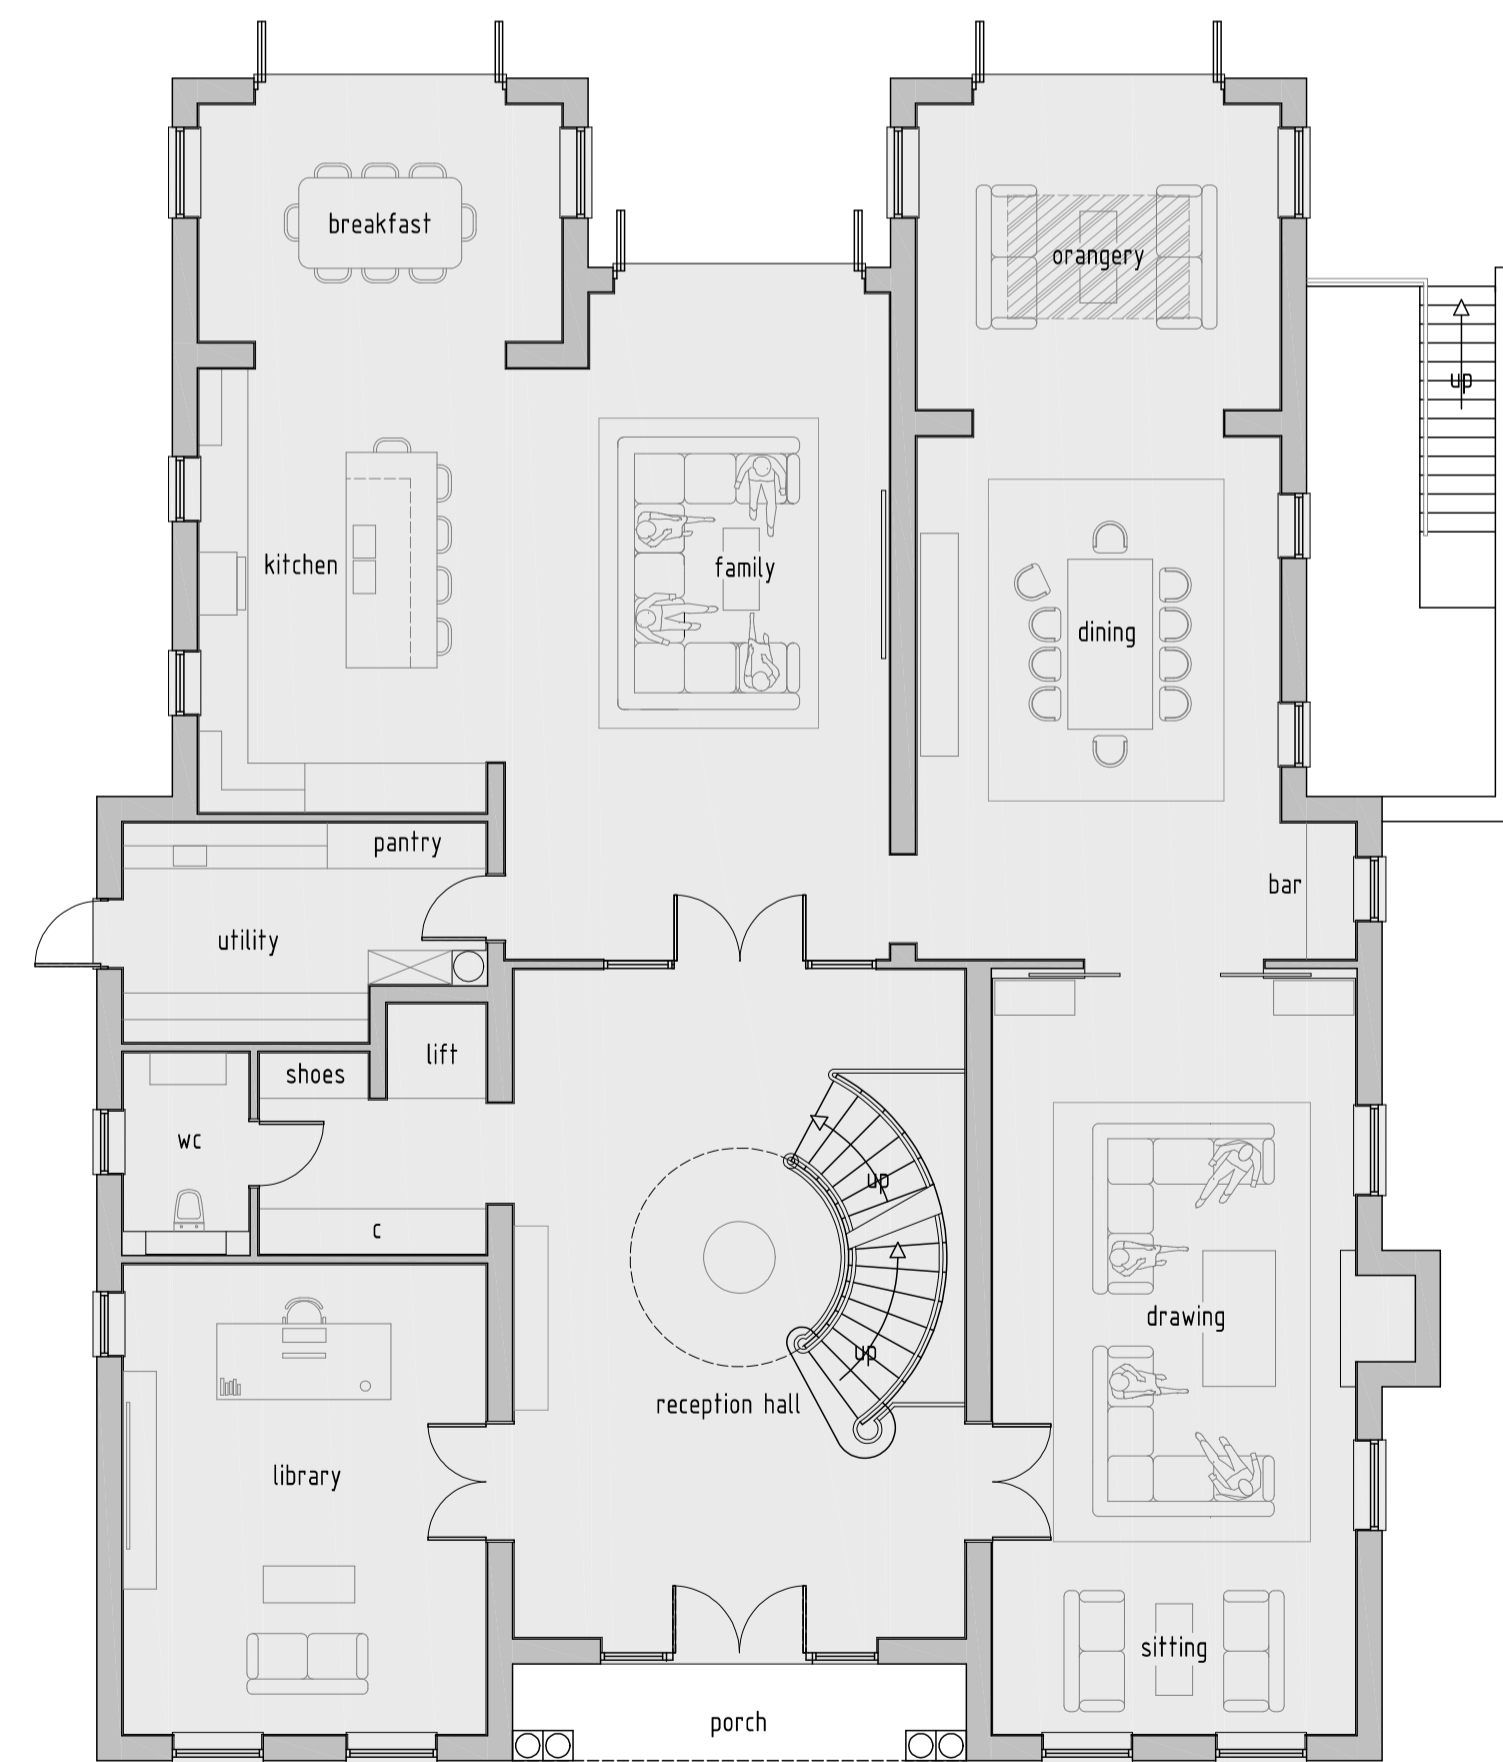 breakfast
orangery
up
kitchen
family
dining
pantry
bar
utility
lift
shoes
wc
up
c
drawing
up
reception hall
library
sitting
porch